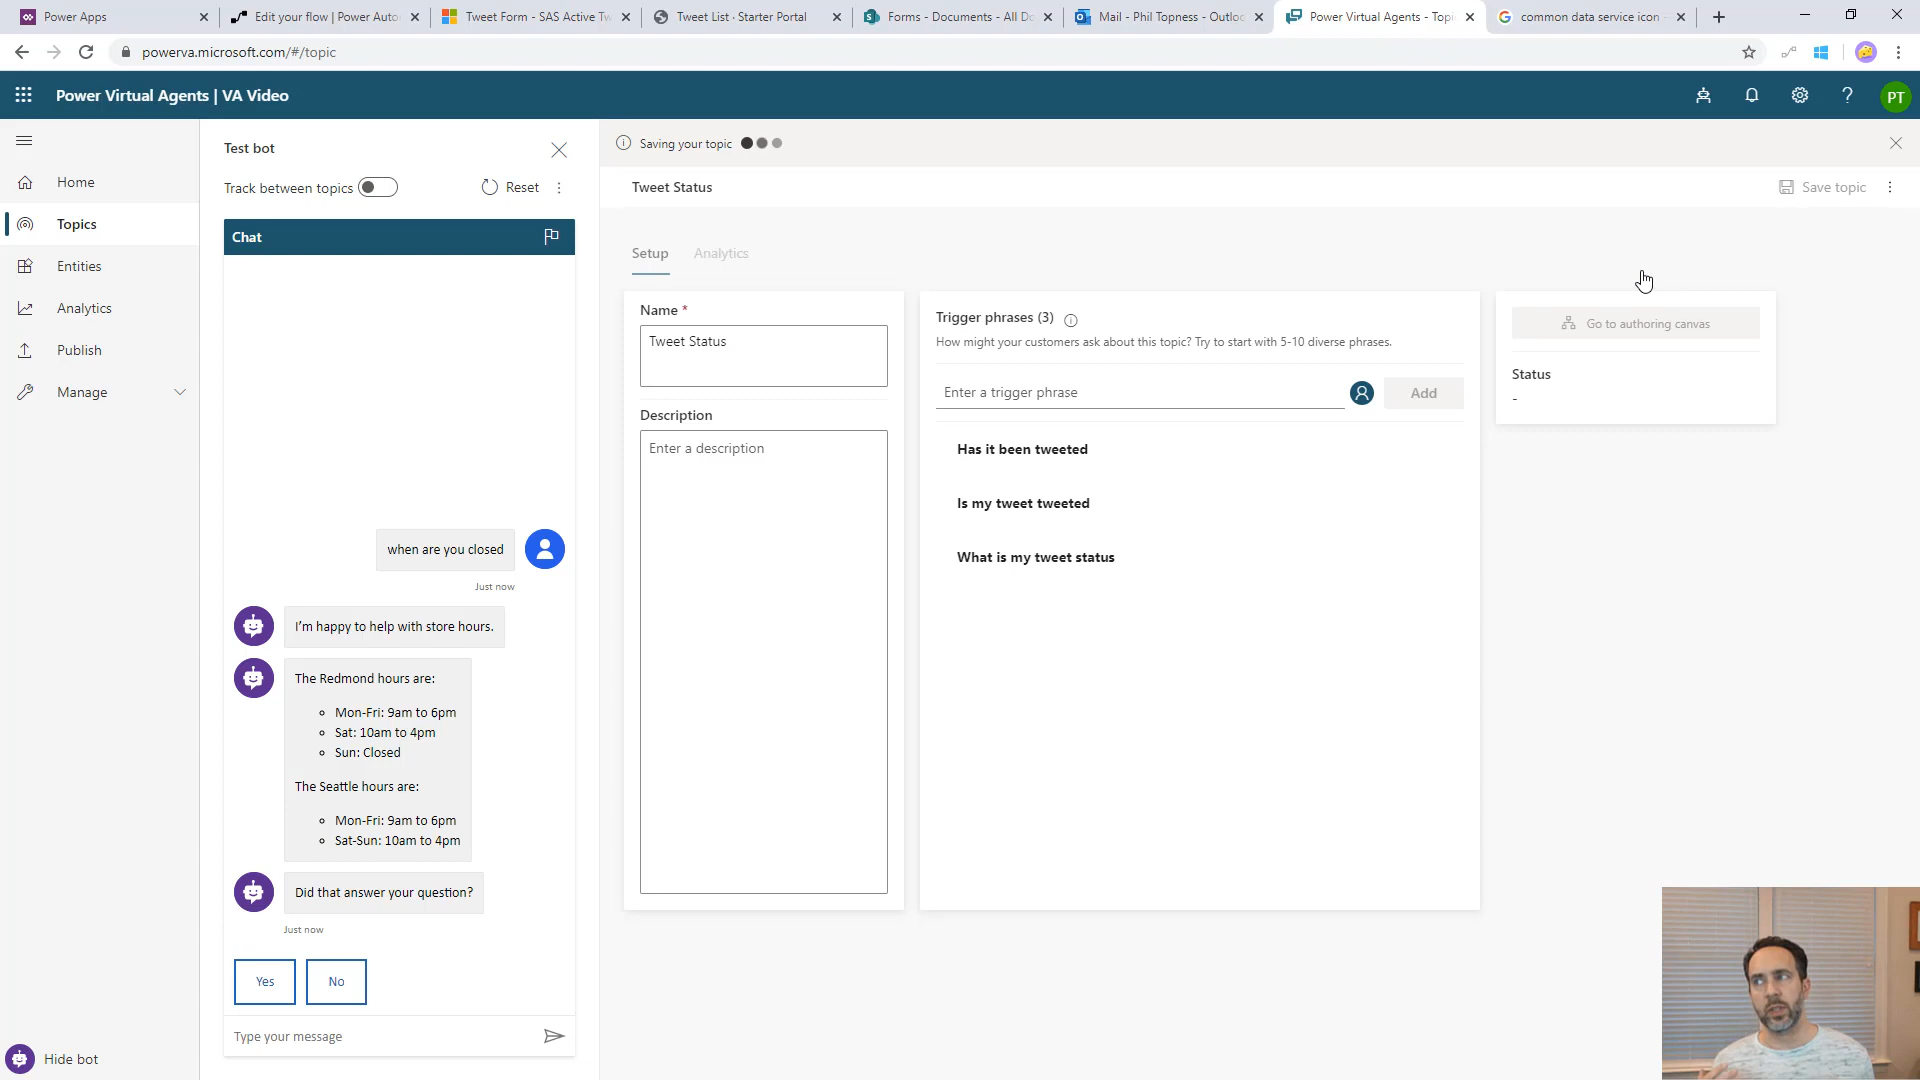 Power Apps
Edit your flow | Power Auto
Tweet Form - SAS Active Tw
Tweet List · Starter Portal
Forms - Documents - All Do
Mail - Phil Topness - Outloo
Power Virtual Agents - Topi
common data service icon -
powerva.microsoft.com/#/topic
Power Virtual Agents | VA Video
PT
Home
Topics
Entities
Analytics
Publish
Manage
Hide bot
Test bot
Track between topics
Reset
Chat
when are you closed
Just now
I'm happy to help with store hours.
The Redmond hours are:
Mon-Fri: 9am to 6pm
Sat: 10am to 4pm
Sun: Closed
The Seattle hours are:
Mon-Fri: 9am to 6pm
Sat-Sun: 10am to 4pm
Did that answer your question?
Just now
Yes
No
Type your message
Saving your topic
Tweet Status
Save topic
Setup
Analytics
Name *
Tweet Status
Description
Enter a description
Trigger phrases (3)
How might your customers ask about this topic? Try to start with 5-10 diverse phrases.
Enter a trigger phrase
Add
Has it been tweeted
Is my tweet tweeted
What is my tweet status
Go to authoring canvas
Status
-